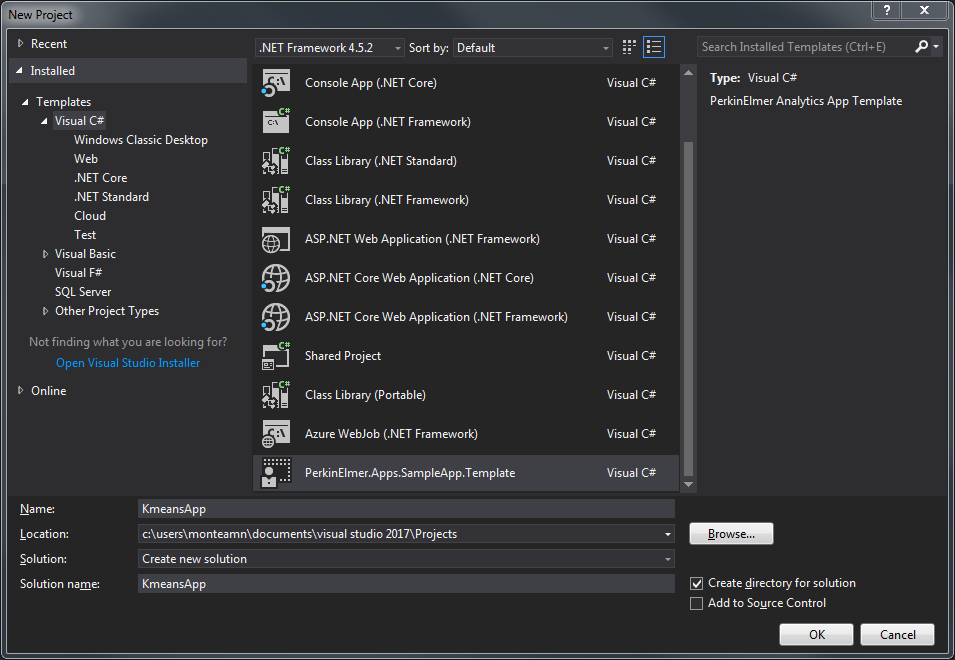 New Project
?
Recent
Installed
Templates
Visual C#
Windows Classic Desktop
Web
.NET Core
.NET Standard
Cloud
Test
Visual Basic
Visual F#
SQL Server
Other Project Types
Not finding what you are looking for?
Open Visual Studio Installer
Online
.NET Framework 4.5.2 Sort by: Default
Console App (.NET Core) Visual C#
Console App (.NET Framework) Visual C#
Class Library (.NET Standard) Visual C#
Class Library (.NET Framework) Visual C#
ASP.NET Web Application (.NET Framework) Visual C#
ASP.NET Core Web Application (.NET Core) Visual C#
ASP.NET Core Web Application (.NET Framework) Visual C#
Shared Project Visual C#
Class Library (Portable) Visual C#
Azure WebJob (.NET Framework) Visual C#
PerkinElmer.Apps.SampleApp.Template Visual C#
Search Installed Templates (Ctrl+E)
Type: Visual C#
PerkinElmer Analytics App Template
Name: KmeansApp
Location: c:\users\monteamn\documents\visual studio 2017\Projects
Browse...
Solution: Create new solution
Solution name: KmeansApp
Create directory for solution
Add to Source Control
OK Cancel